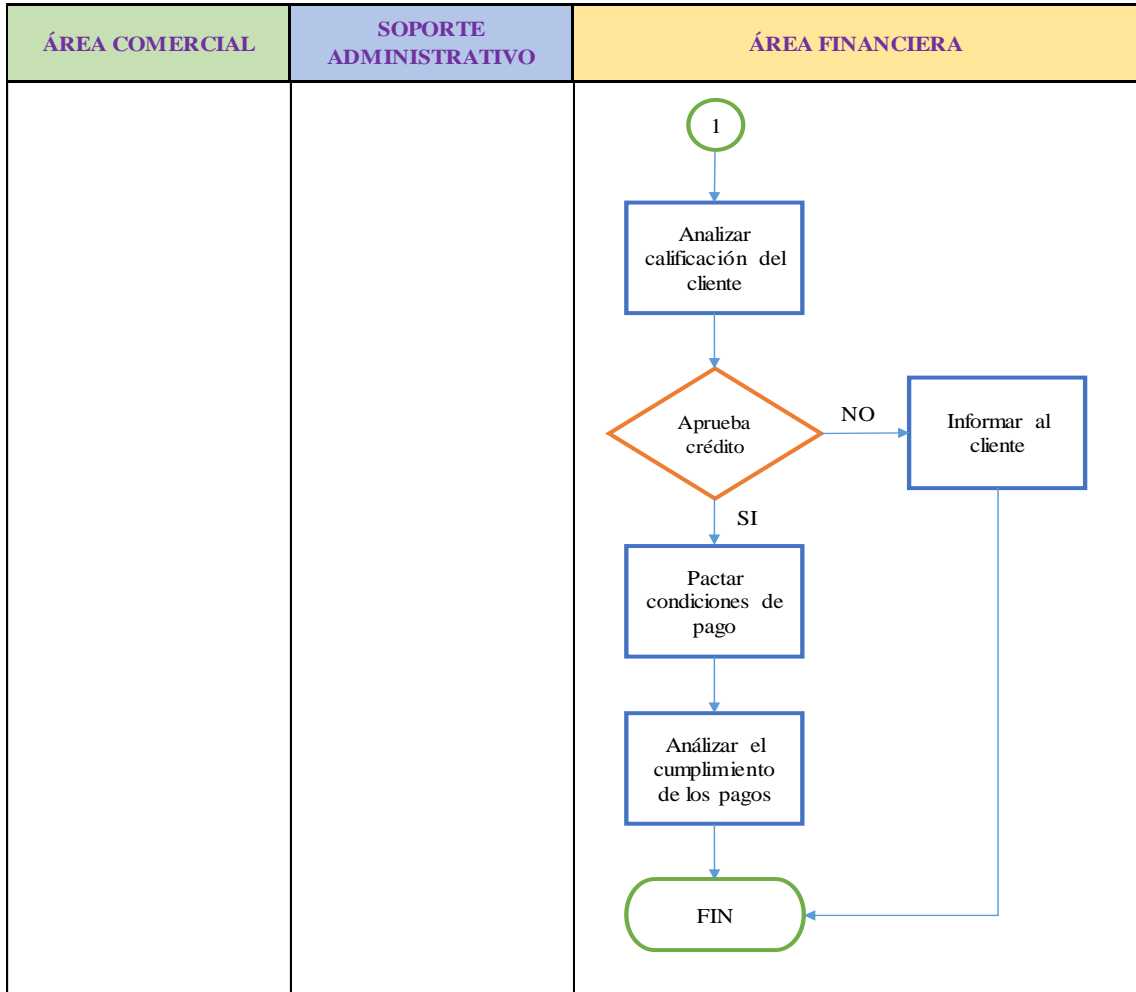 ÁREA COMERCIAL
SOPORTE
ADMINISTRATIVO
ÁREA FINANCIERA
1
Analizar
calificación del
cliente
Aprueba
crédito
NO
Informar al
cliente
SI
Pactar
condiciones de
pago
Análizar el
cumplimiento
de los pagos
FIN